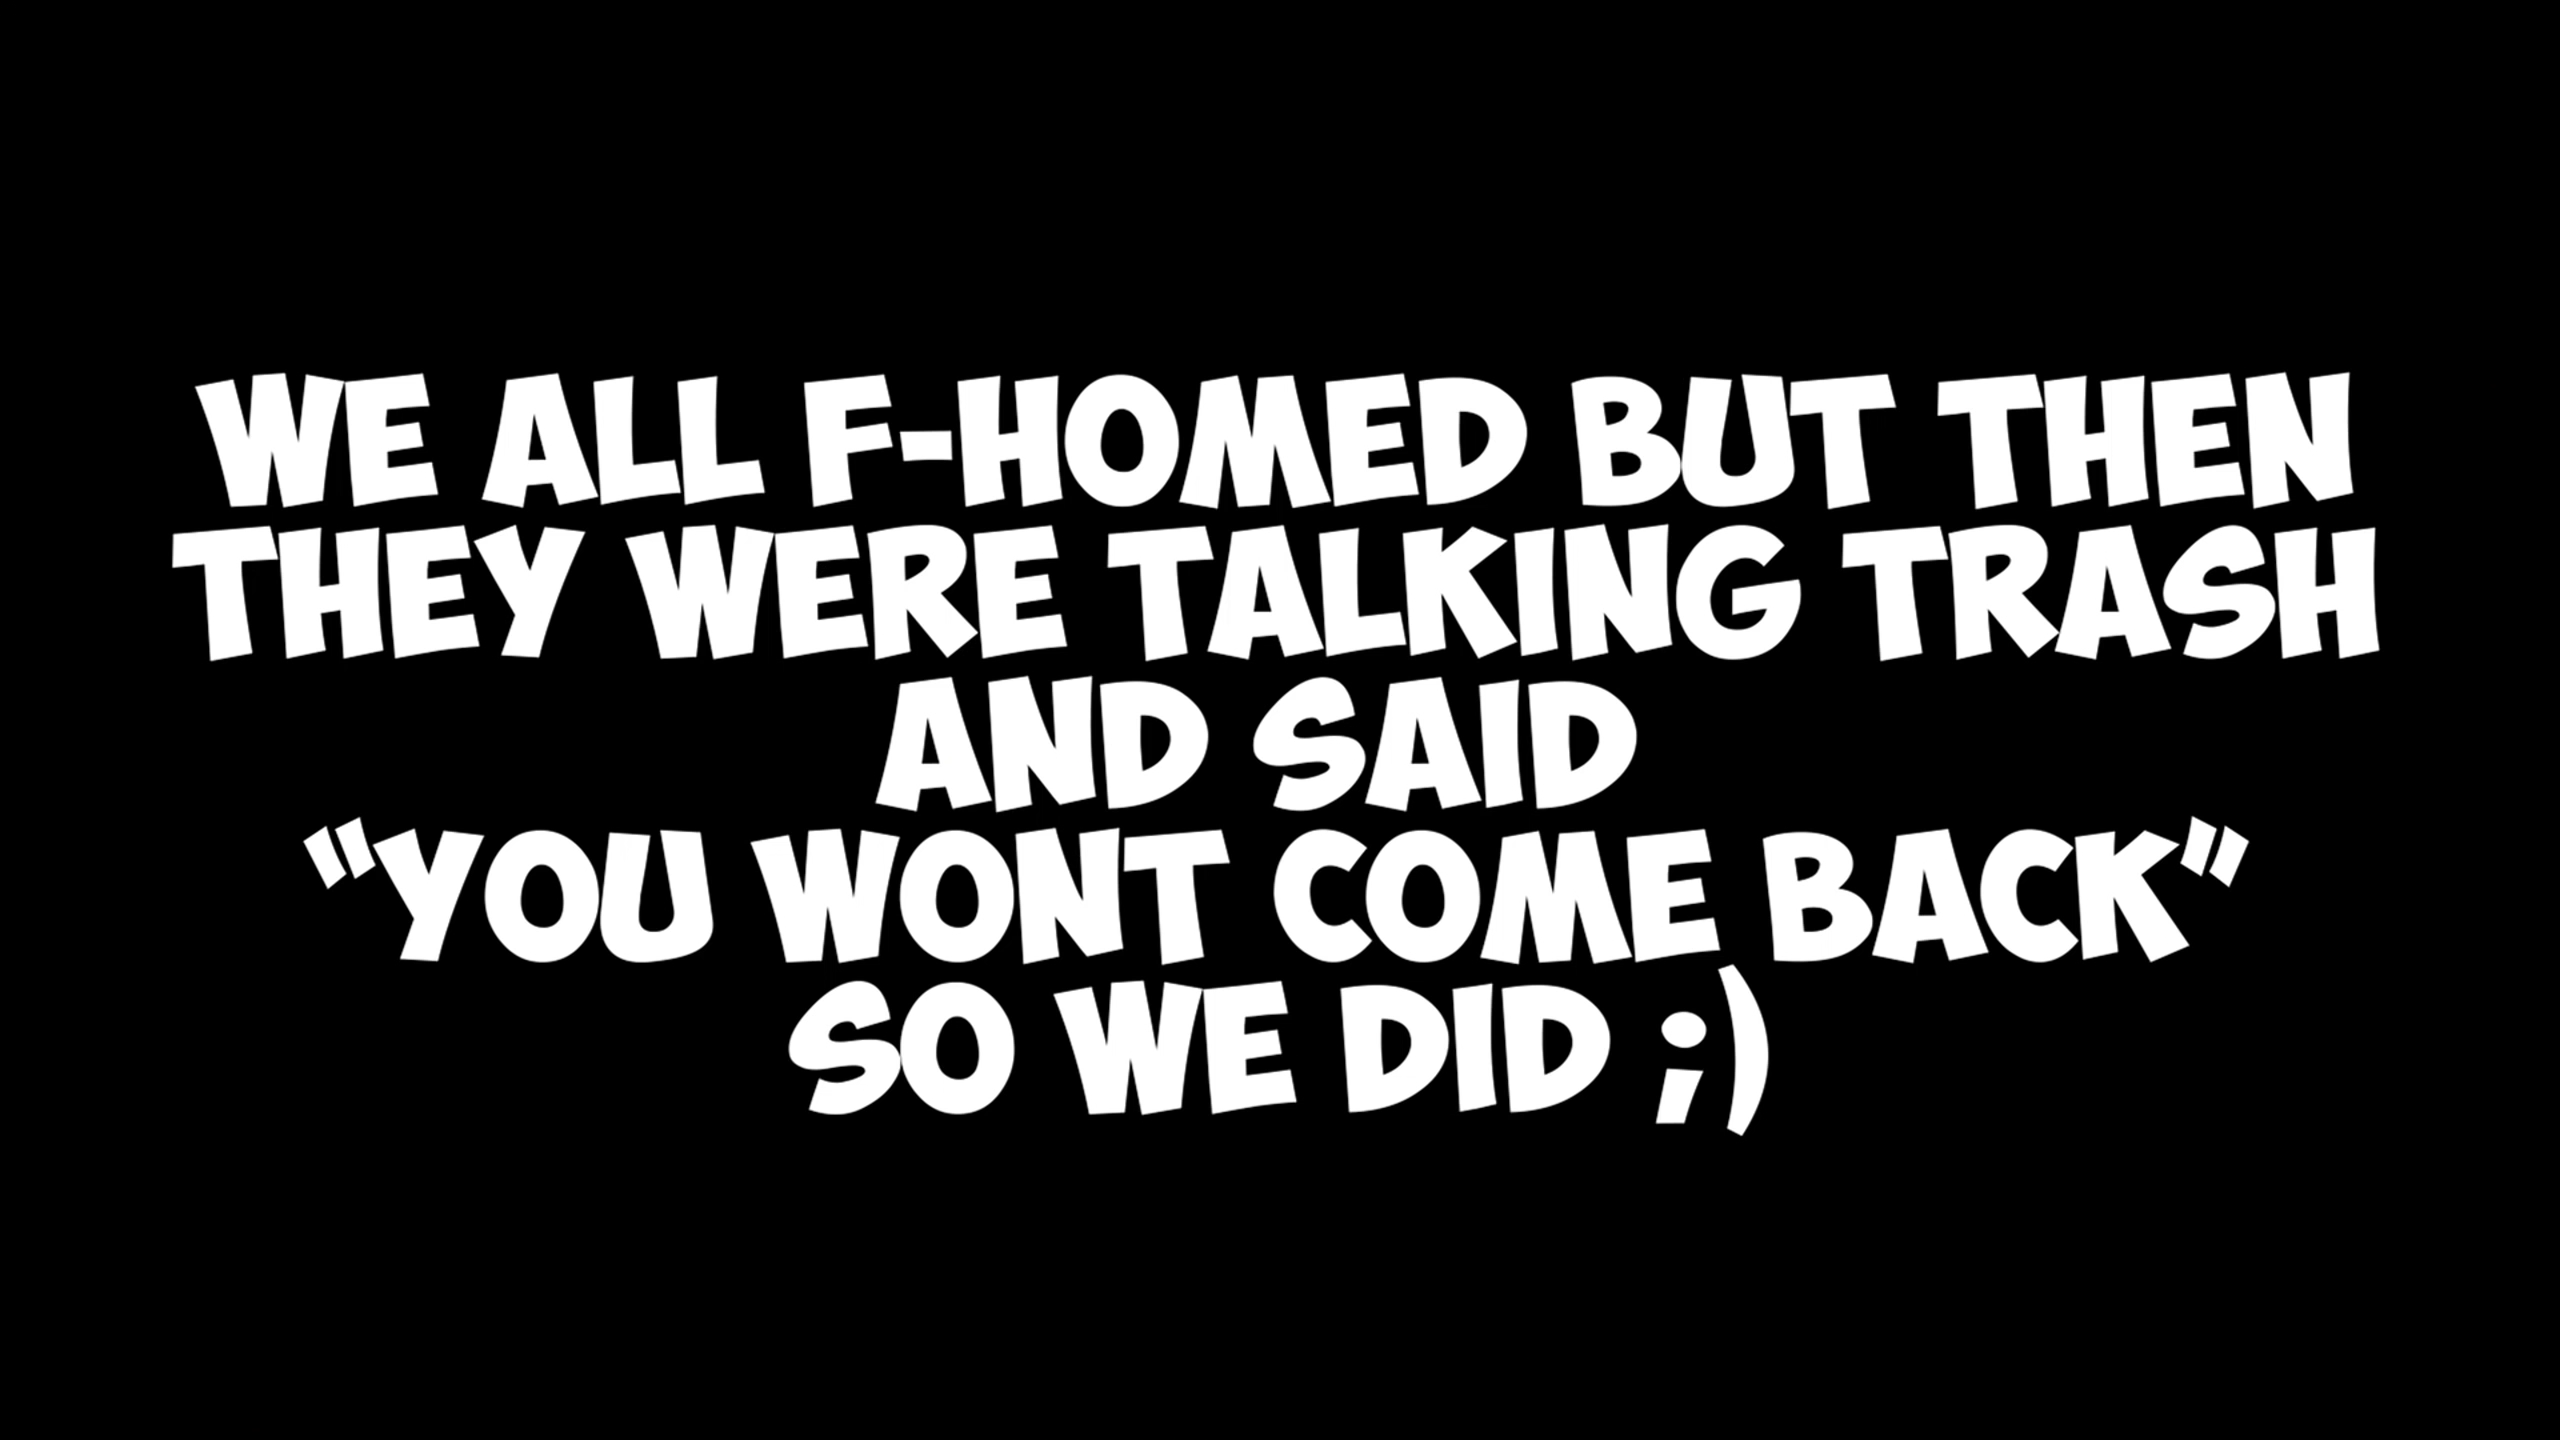 WE ALL F-HOMED BUT THEN
THEY WERE TALKING TRASH
AND SAID
"YOU WONT COME BACK"
SO WE DID ;)